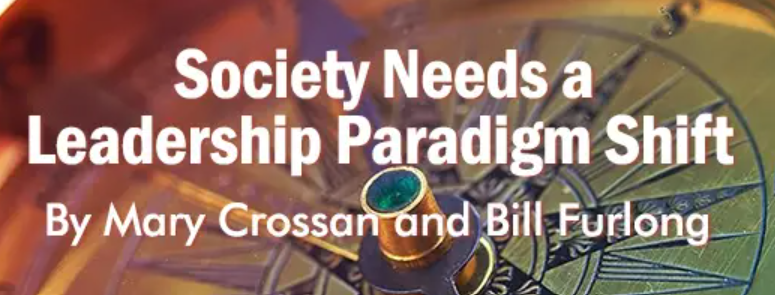 Society Needs a
Leadership Paradigm Shift
By Mary Crossan and Bill Furlong